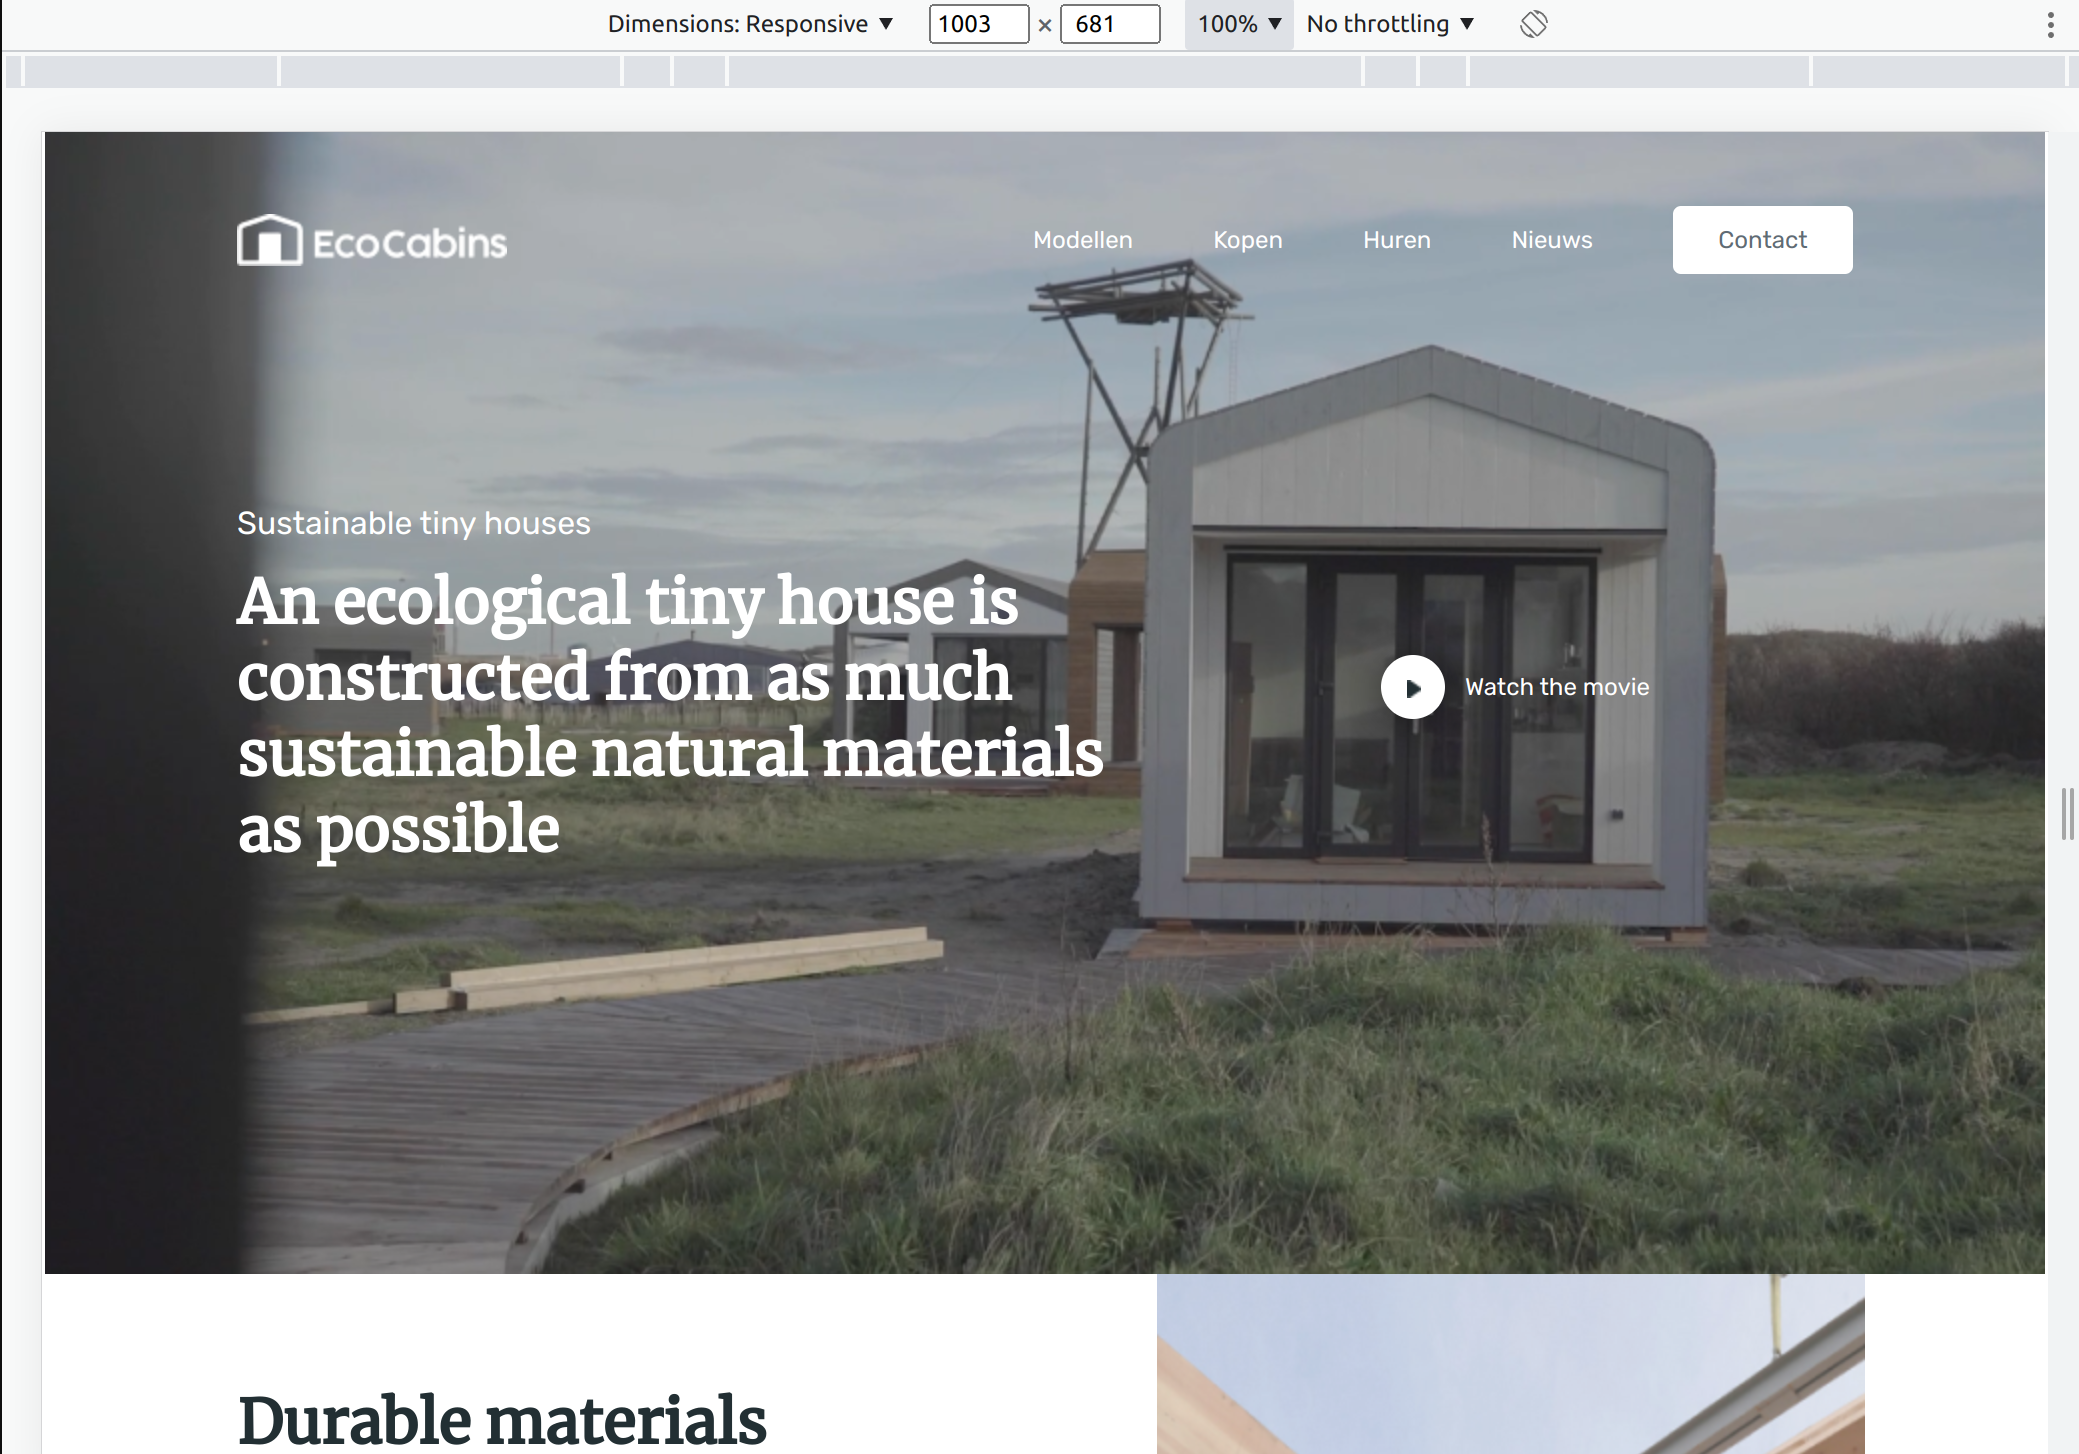 Dimensions: Responsive ▼ 1003 × 681 100% ▼ No throttling ▼
EcoCabins
Modellen Kopen Huren Nieuws Contact
Sustainable tiny houses
An ecological tiny house is
constructed from as much
sustainable natural materials
as possible
Watch the movie
Durable materials